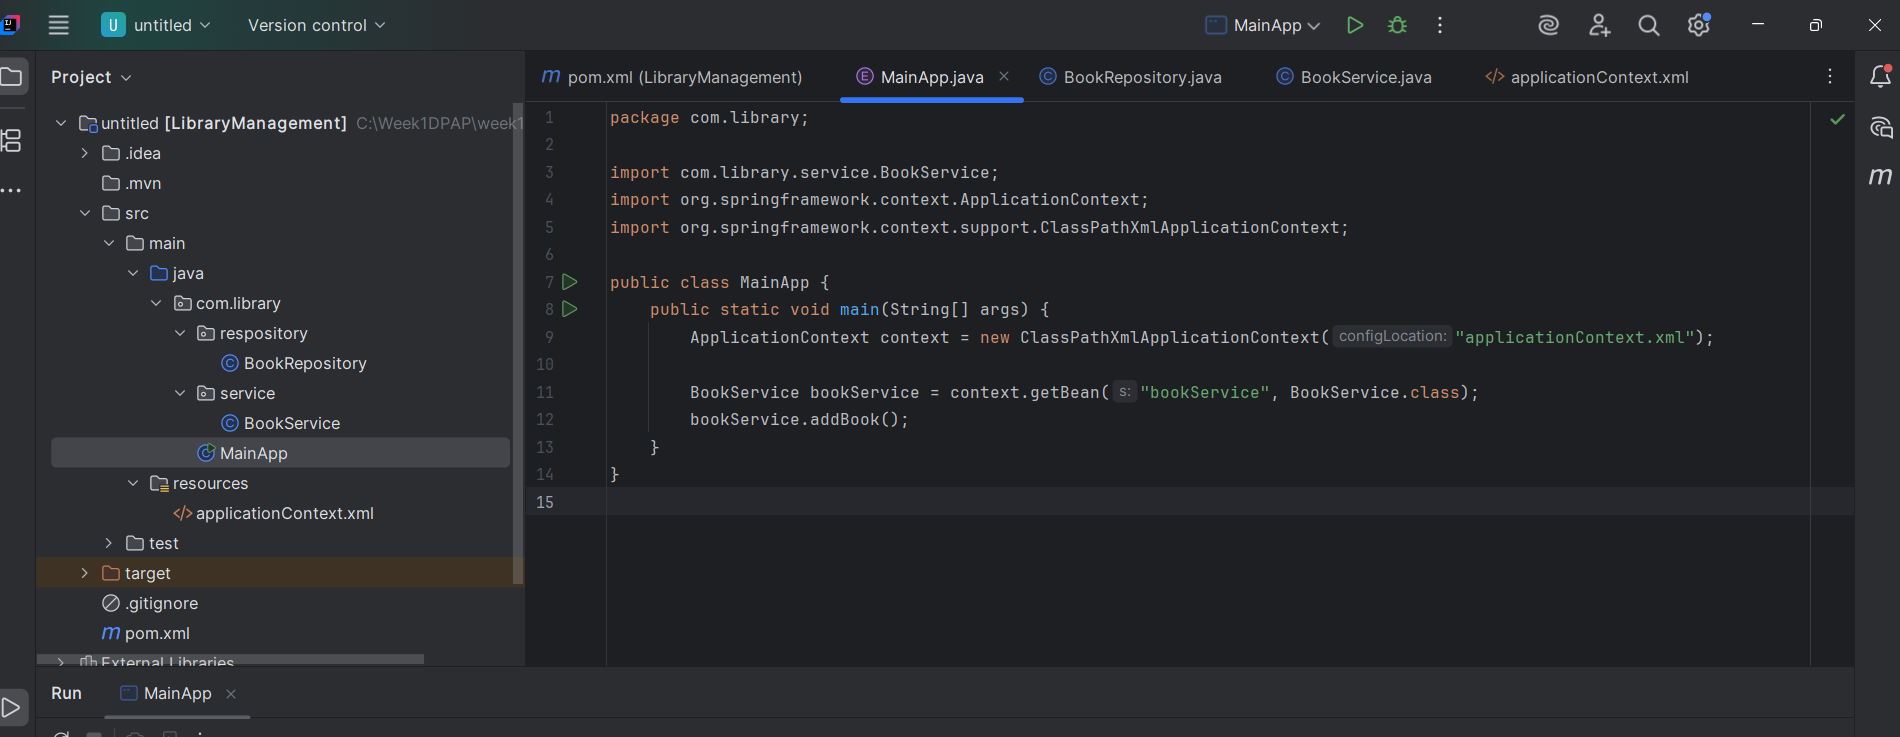 U untitled Version control MainApp
Project
pom.xml (LibraryManagement) MainApp.java BookRepository.java BookService.java applicationContext.xml
untitled [LibraryManagement] C:\Week1DPAP\week1
.idea
.mvn
src
main
java
com.library
respository
BookRepository
service
BookService
MainApp
resources
applicationContext.xml
test
target
.gitignore
pom.xml
External Libraries
1 package com.library;
2
3 import com.library.service.BookService;
4 import org.springframework.context.ApplicationContext;
5 import org.springframework.context.support.ClassPathXmlApplicationContext;
6
7 public class MainApp {
8 public static void main(String[] args) {
9 ApplicationContext context = new ClassPathXmlApplicationContext( configLocation: "applicationContext.xml");
10
11 BookService bookService = context.getBean( s: "bookService", BookService.class);
12 bookService.addBook();
13 }
14 }
15
Run MainApp